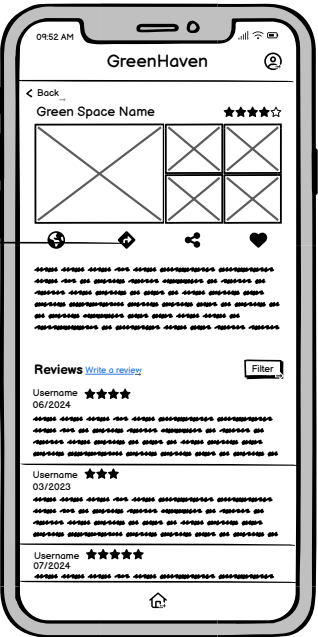 09:52 AM
GreenHaven
Back
Green Space Name
Reviews Write a review
Filter
Username
06/2024
Username
03/2023
Username
07/2024